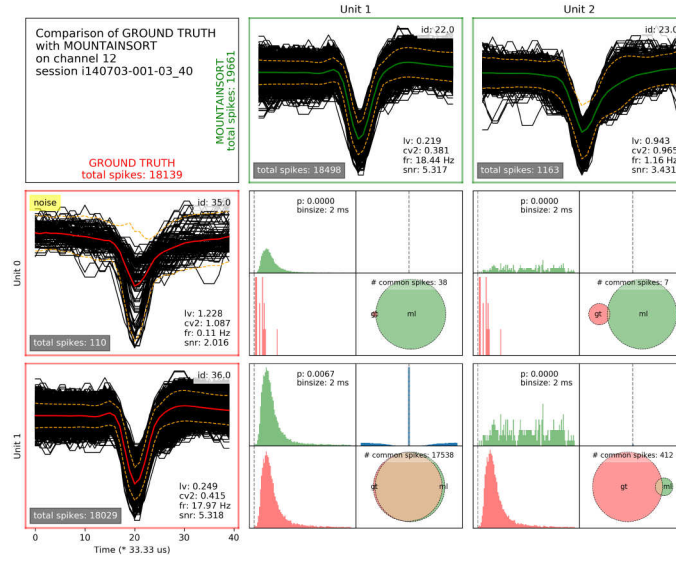 Unit 1
Unit 2
Comparison of GROUND TRUTH
with MOUNTAINSORT
on channel 12
session i140703-001-03_40
MOUNTAINSORT
total spikes: 19661
GROUND TRUTH
total spikes: 18139
id: 22.0
lv: 0.219
cv2: 0.381
fr: 18.44 Hz
snr: 5.317
total spikes: 18498
id: 23.0
lv: 0.943
cv2: 0.965
fr: 1.16 Hz
snr: 3.431
total spikes: 1163
Unit 0
noise
id: 35.0
lv: 1.228
cv2: 1.087
fr: 0.11 Hz
snr: 2.016
total spikes: 110
p: 0.0000
binsize: 2 ms
# common spikes: 38
gt
ml
p: 0.0000
binsize: 2 ms
# common spikes: 7
gt
ml
Unit 1
id: 36.0
lv: 0.249
cv2: 0.415
fr: 17.97 Hz
snr: 5.318
total spikes: 18029
p: 0.0067
binsize: 2 ms
# common spikes: 17538
gt
ml
p: 0.0000
binsize: 2 ms
# common spikes: 412
gt
ml
0 10 20 30 40
Time (* 33.33 us)